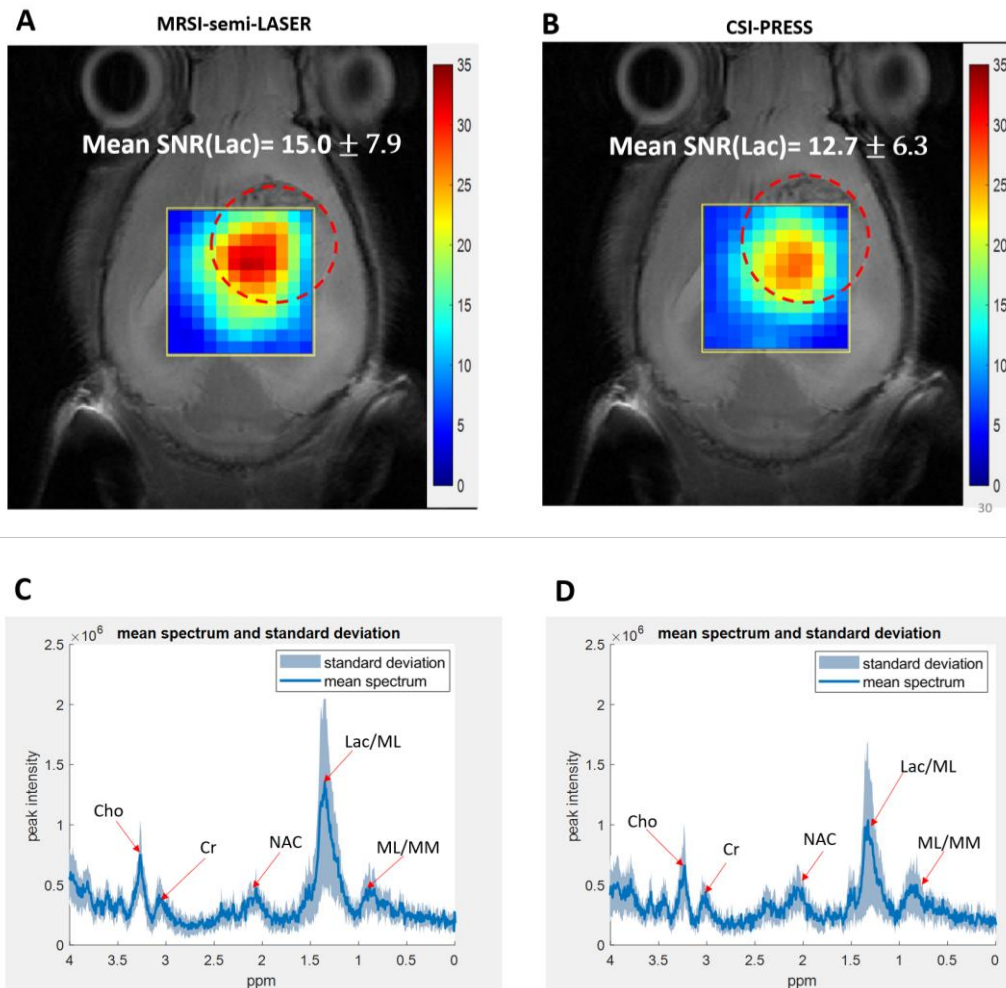 A
MRSI-semi-LASER
Mean SNR(Lac)= 15.0 ± 7.9
35
30
25
20
15
10
5
0
B
CSI-PRESS
Mean SNR(Lac)= 12.7 ± 6.3
35
30
25
20
15
10
5
0
30
C
mean spectrum and standard deviation
×10⁶
2.5
2
1.5
1
0.5
0
peak intensity
standard deviation
mean spectrum
Cho
Cr
NAC
Lac/ML
ML/MM
4 3.5 3 2.5 2 1.5 1 0.5 0
ppm
D
mean spectrum and standard deviation
×10⁶
2.5
2
1.5
1
0.5
0
peak intensity
standard deviation
mean spectrum
Cho
Cr
NAC
Lac/ML
ML/MM
4 3.5 3 2.5 2 1.5 1 0.5 0
ppm